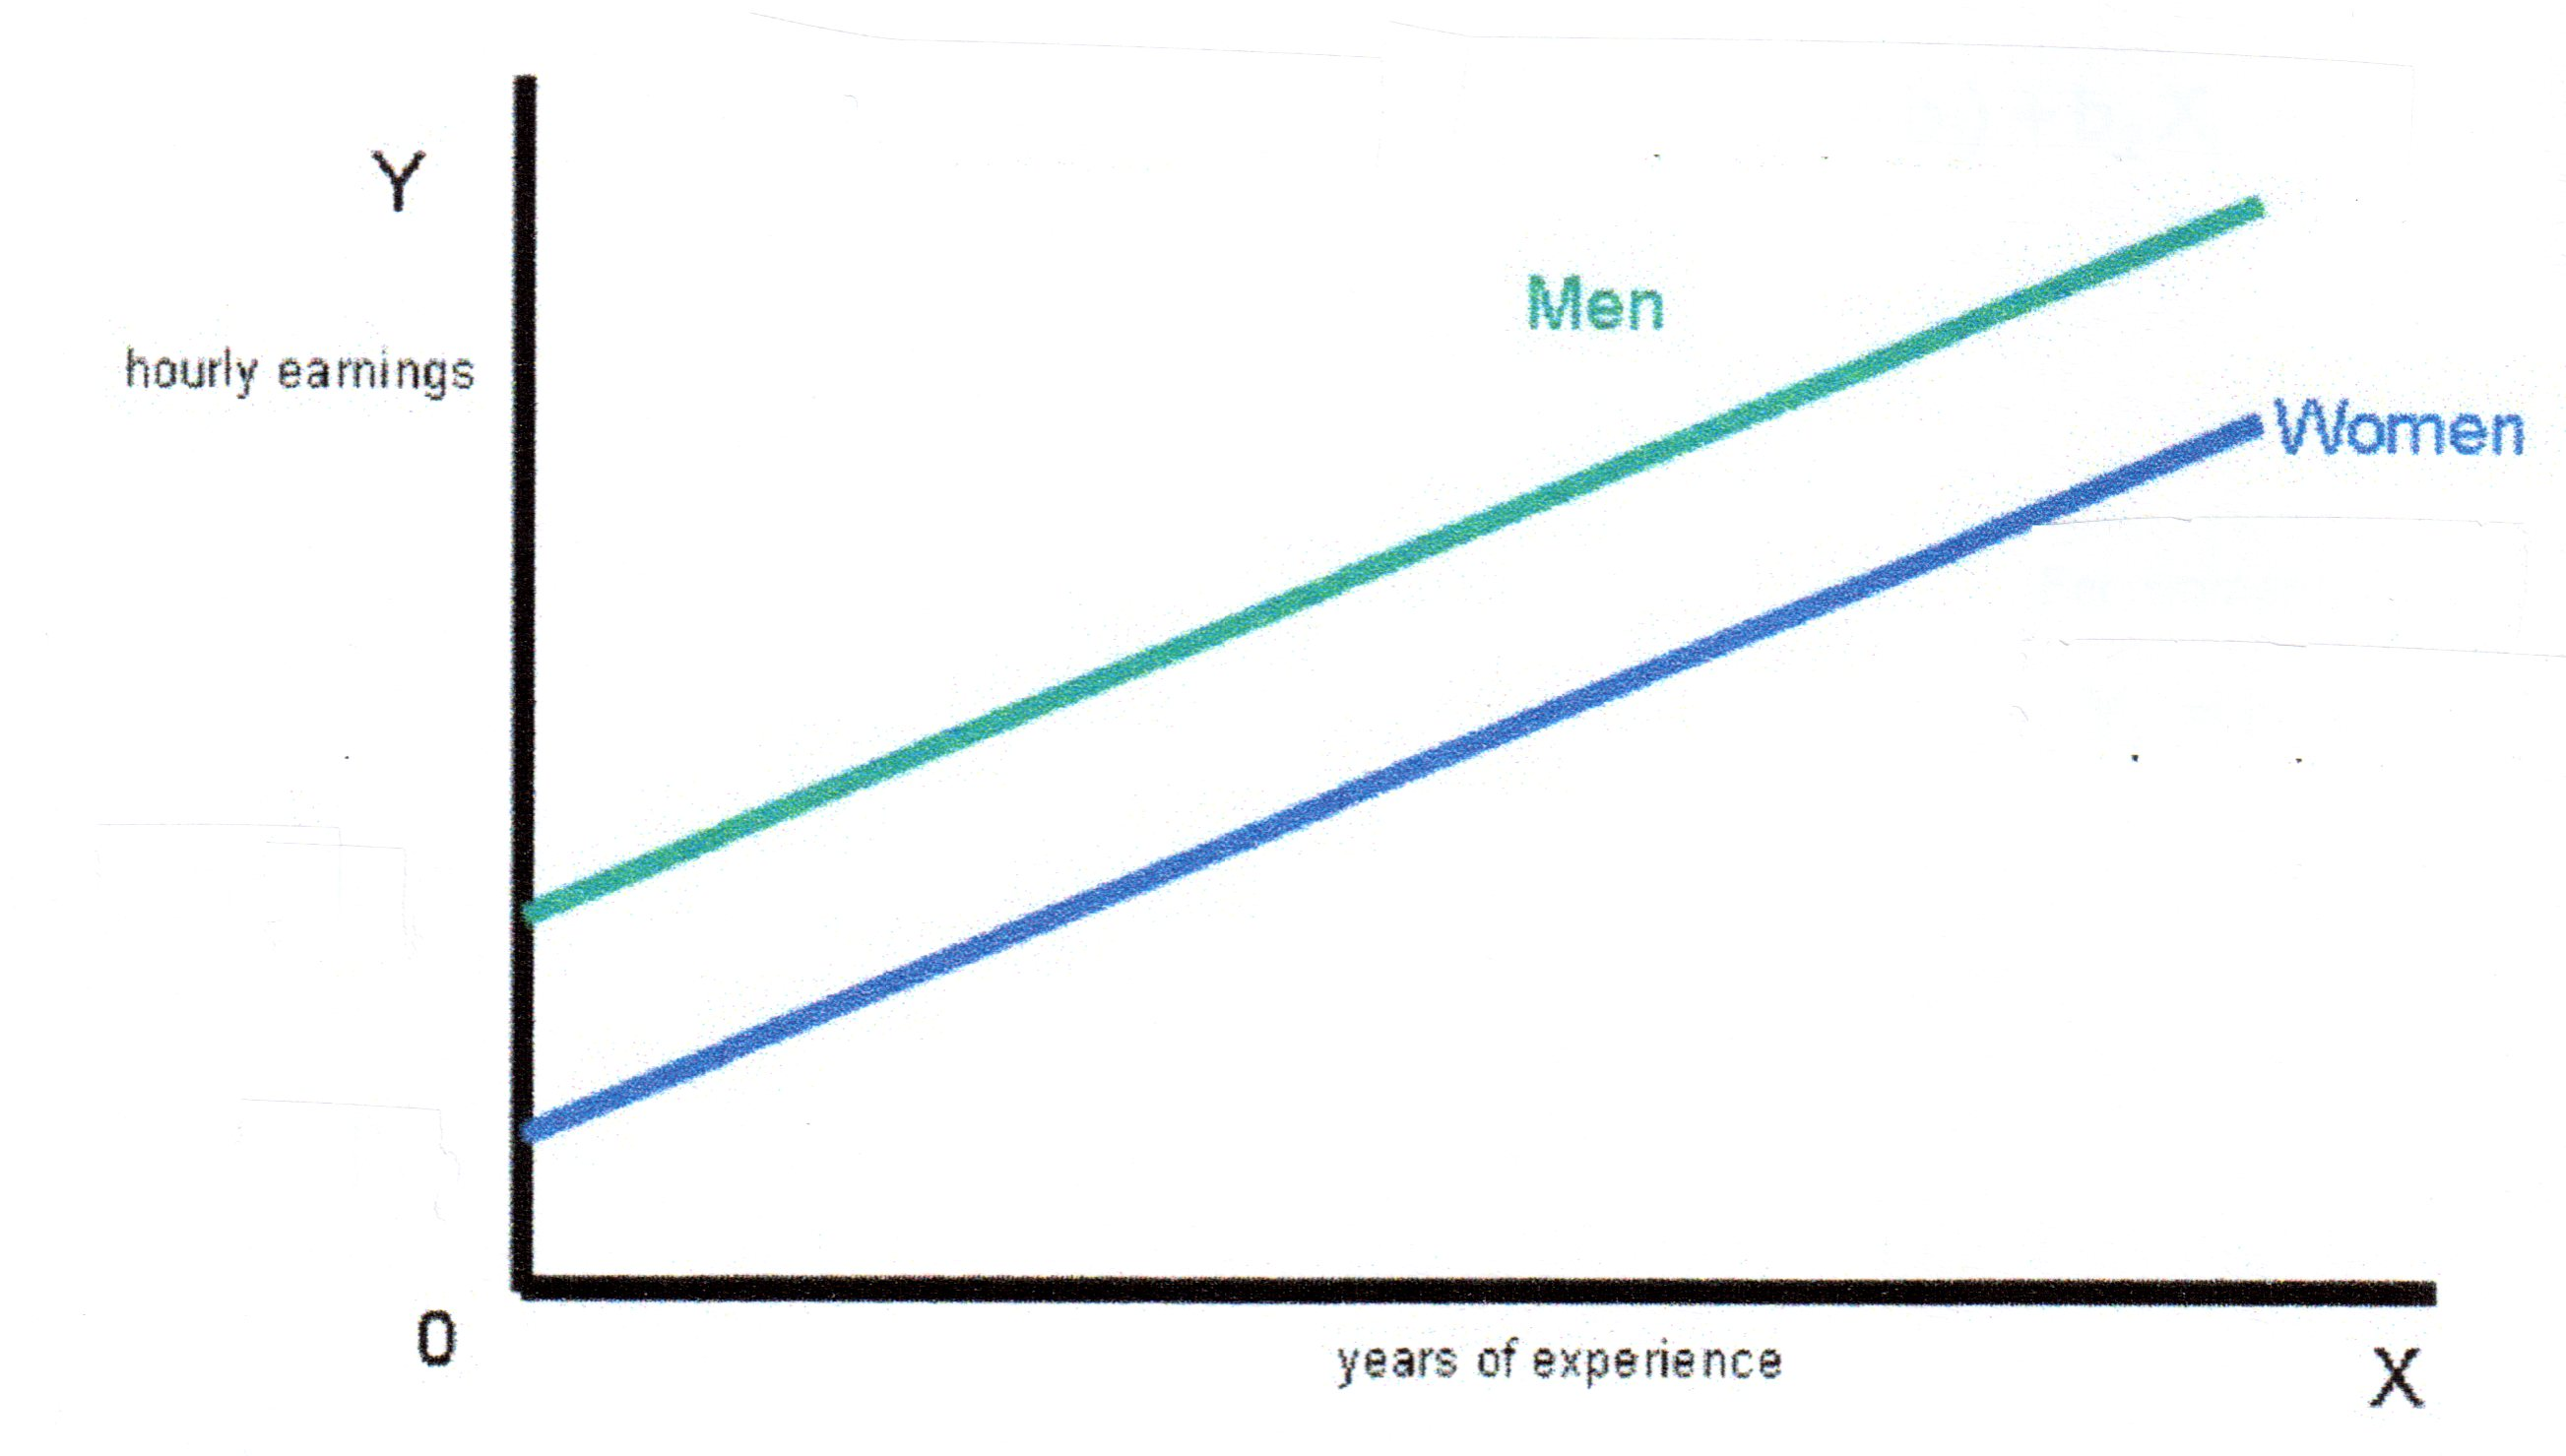 Y
Men
hourly earnings
Women
0
years of experience
X